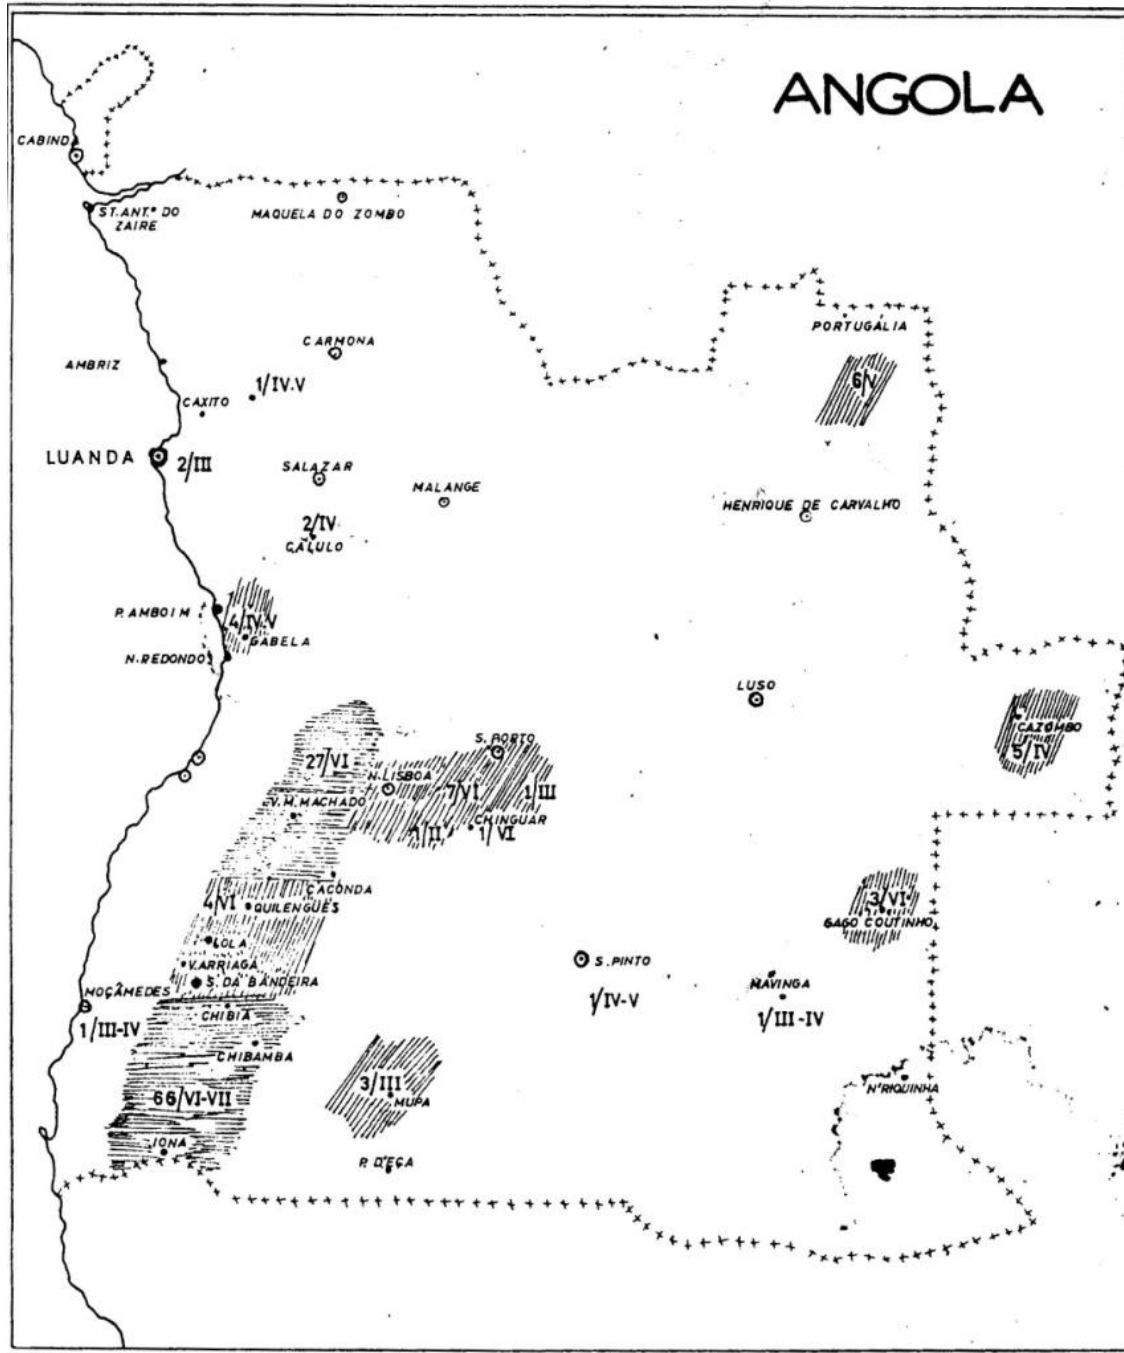 ANGOLA
CABINDA
ST. ANT.º DO
ZAIRE
MAQUELA DO ZOMBO
PORTUGÁLIA
CARMONA
AMBRIZ
6/V
1/IV-V
CAXITO
LUANDA
2/III
SALAZAR
MALANGE
HENRIQUE DE CARVALHO
2/IV
CALULO
P. AMBOIM
4/IV-V
GABELA
N. REDONDO
LUSO
CAZOMBO
5/IV
S. PORTO
27/VI
N. LISBOA
7/VI
1/III
V. M. MACHADO
CHINGUAR
1/II
1/VI
CACONDA
4/VI
QUILENGUES
3/VI
GAGO COUTINHO
LOLA
V. ARRIAGA
S. DA BANDEIRA
S. PINTO
MAVINGA
MOÇÂMEDES
1/III-IV
CHIBIA
1/IV-V
1/III-IV
CHIBAMBA
66/VI-VII
3/III
MUPA
N'RIQUINHA
IONA
P. D'EÇA